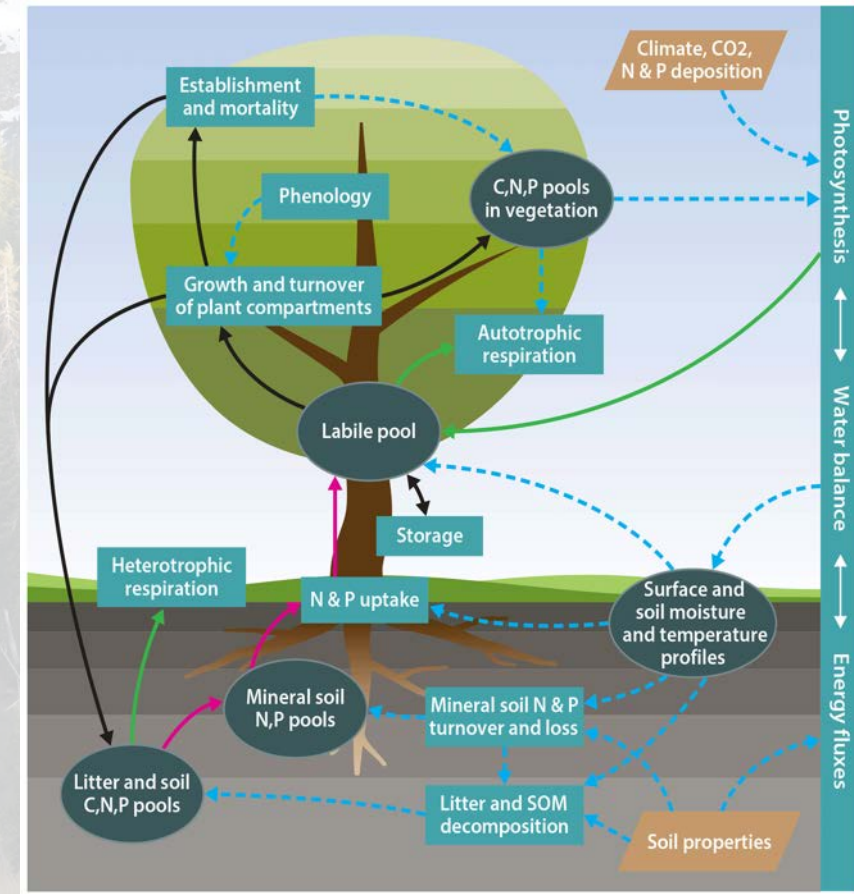 Climate, CO2,
N & P deposition
Establishment
and mortality
Phenology
C,N,P pools
in vegetation
Growth and turnover
of plant compartments
Autotrophic
respiration
Labile pool
Storage
Heterotrophic
respiration
N & P uptake
Surface and
soil moisture
and temperature
profiles
Mineral soil
N,P pools
Mineral soil N & P
turnover and loss
Litter and soil
C,N,P pools
Litter and SOM
decomposition
Soil properties
Photosynthesis
Water balance
Energy fluxes